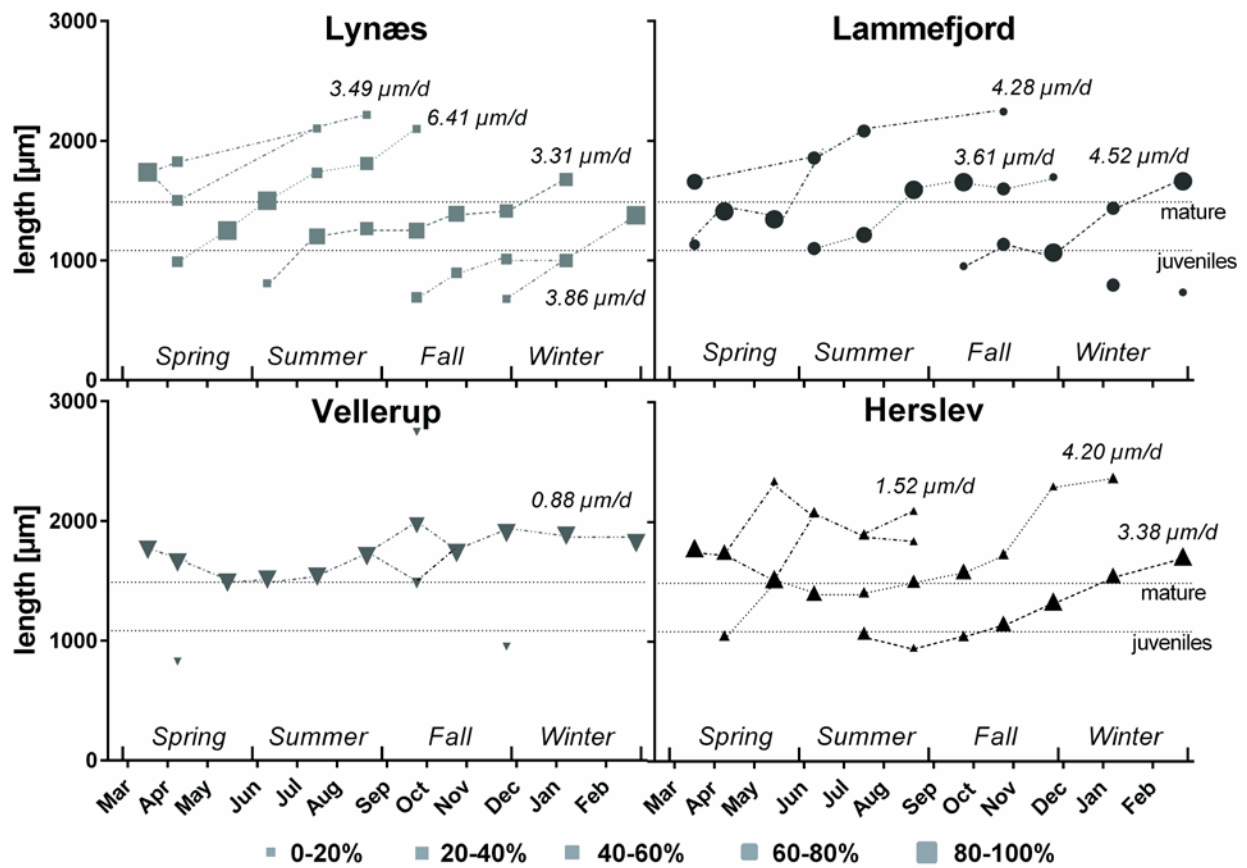 Lynæs
Lammefjord
3000
2000
1000
0
length [µm]
3.49 µm/d
6.41 µm/d
3.31 µm/d
3.86 µm/d
4.28 µm/d
3.61 µm/d
4.52 µm/d
mature
juveniles
Spring Summer Fall Winter
Spring Summer Fall Winter
Vellerup
Herslev
3000
2000
1000
0
length [µm]
0.88 µm/d
1.52 µm/d
4.20 µm/d
3.38 µm/d
mature
juveniles
Spring Summer Fall Winter
Spring Summer Fall Winter
Mar Apr May Jun Jul Aug Sep Oct Nov Dec Jan Feb
Mar Apr May Jun Jul Aug Sep Oct Nov Dec Jan Feb
0-20% 20-40% 40-60% 60-80% 80-100%